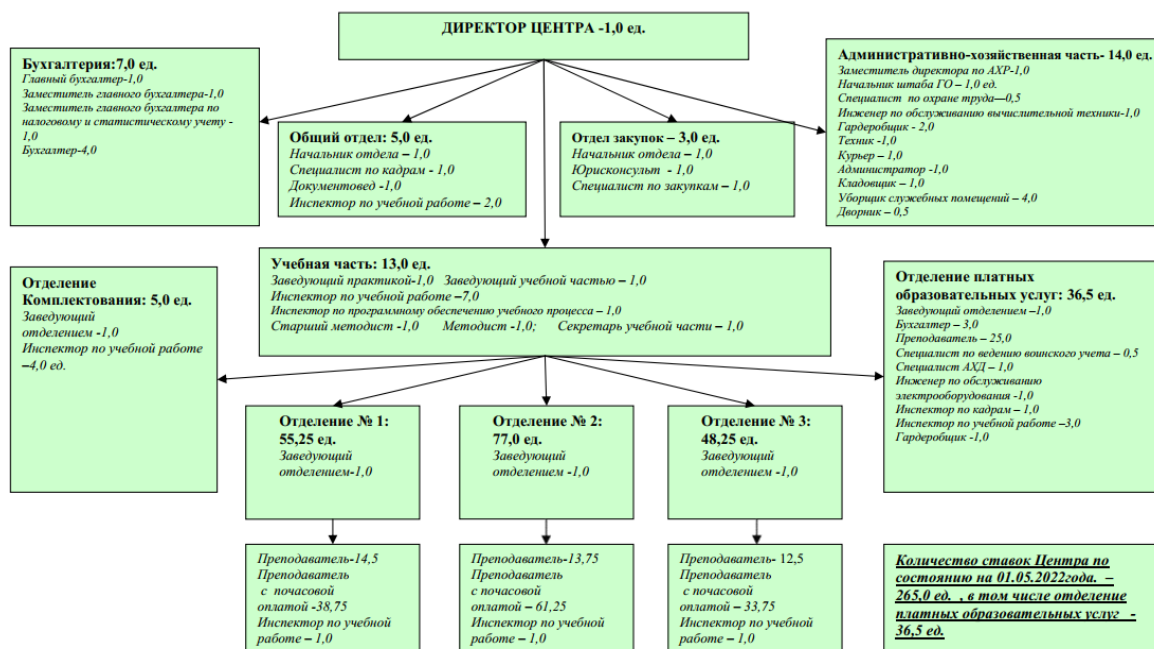 ДИРЕКТОР ЦЕНТРА -1,0 ед.
Бухгалтерия:7,0 ед.
Главный бухгалтер-1,0
Заместитель главного бухгалтера-1,0
Заместитель главного бухгалтера по
налоговому и статистическому учету -
1,0
Бухгалтер-4,0
Общий отдел: 5,0 ед.
Начальник отдела – 1,0
Специалист по кадрам - 1,0
Документовед -1,0
Инспектор по учебной работе – 2,0
Отдел закупок – 3,0 ед.
Начальник отдела – 1,0
Юрисконсульт - 1,0
Специалист по закупкам – 1,0
Административно-хозяйственная часть- 14,0 ед.
Заместитель директора по АХР-1,0
Начальник штаба ГО – 1,0 ед.
Специалист по охране труда—0,5
Инженер по обслуживанию вычислительной техники-1,0
Гардеробщик - 2,0
Техник -1,0
Курьер – 1,0
Администратор -1,0
Кладовщик – 1,0
Уборщик служебных помещений – 4,0
Дворник – 0,5
Учебная часть: 13,0 ед.
Заведующий практикой-1,0 Заведующий учебной частью – 1,0
Инспектор по учебной работе –7,0
Инспектор по программному обеспечению учебного процесса – 1,0
Старший методист -1,0 Методист -1,0; Секретарь учебной части – 1,0
Отделение
Комплектования: 5,0 ед.
Заведующий
отделением -1,0
Инспектор по учебной работе
–4,0 ед.
Отделение платных
образовательных услуг: 36,5 ед.
Заведующий отделением –1,0
Бухгалтер – 3,0
Преподаватель – 25,0
Специалист по ведению воинского учета – 0,5
Специалист АХД – 1,0
Инженер по обслуживанию
электрооборудования -1,0
Инспектор по кадрам – 1,0
Инспектор по учебной работе –3,0
Гардеробщик -1,0
Отделение № 1:
55,25 ед.
Заведующий
отделением-1,0
Отделение № 2:
77,0 ед.
Заведующий
отделением -1,0
Отделение № 3:
48,25 ед.
Заведующий
отделением -1,0
Преподаватель-14,5
Преподаватель
с почасовой
оплатой -38,75
Инспектор по учебной
работе – 1,0
Преподаватель-13,75
Преподаватель
с почасовой
оплатой – 61,25
Инспектор по учебной
работе – 1,0
Преподаватель- 12,5
Преподаватель
с почасовой
оплатой – 33,75
Инспектор по учебной
работе – 1,0
Количество ставок Центра по
состоянию на 01.05.2022года. –
265,0 ед. , в том числе отделение
платных образовательных услуг -
36,5 ед.